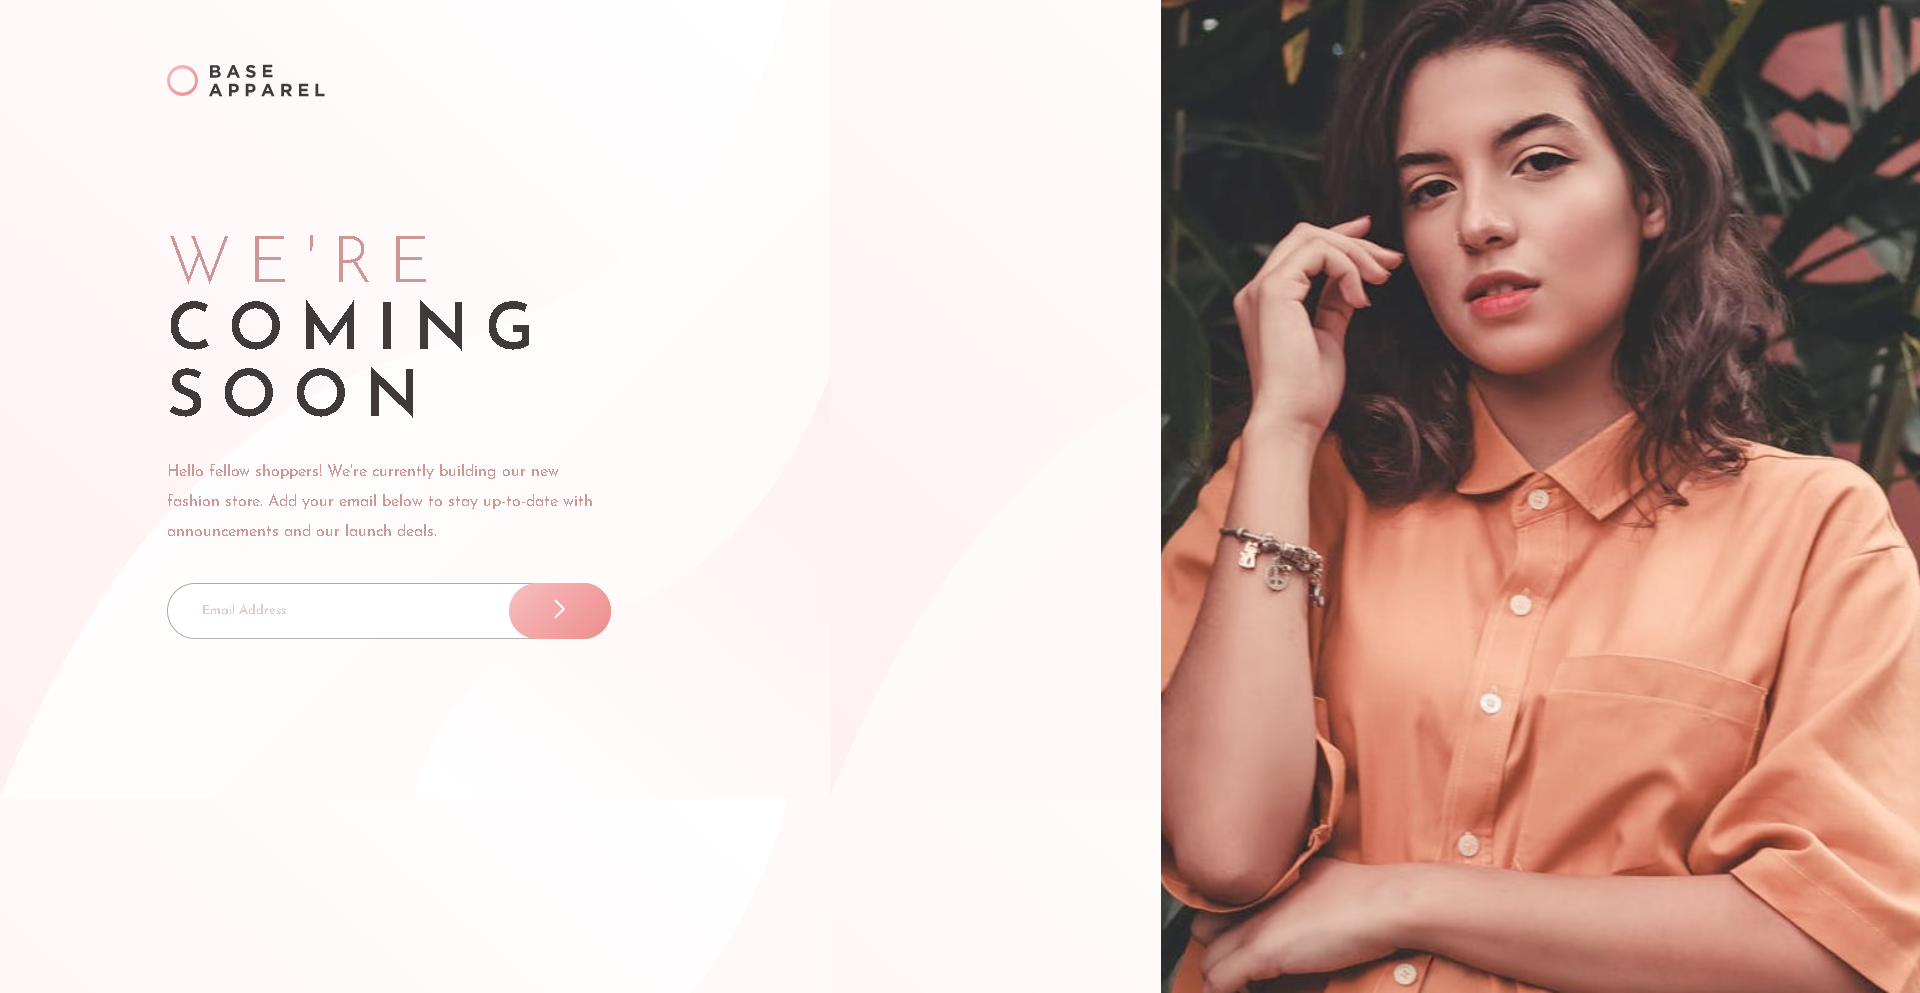 BASE
APPAREL
WE'RE
COMING
SOON
Hello fellow shoppers! We're currently building our new
fashion store. Add your email below to stay up-to-date with
announcements and our launch deals.
Email Address